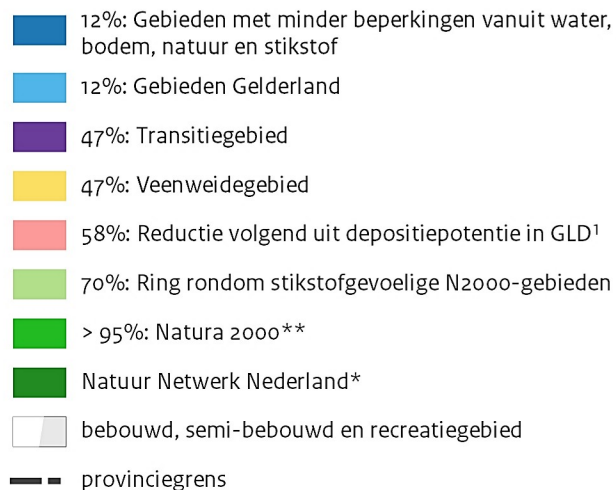 12%: Gebieden met minder beperkingen vanuit water,
bodem, natuur en stikstof
12%: Gebieden Gelderland
47%: Transitiegebied
47%: Veenweidegebied
58%: Reductie volgend uit depositiepotentie in GLD¹
70%: Ring rondom stikstofgevoelige N2000-gebieden
> 95%: Natura 2000**
Natuur Netwerk Nederland*
bebouwd, semi-bebouwd en recreatiegebied
provinciegrens